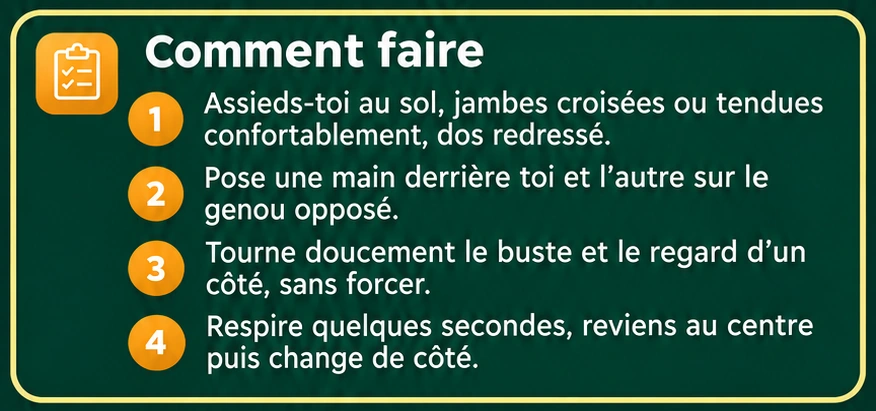 Comment faire
1 Assieds-toi au sol, jambes croisées ou tendues
confortablement, dos redressé.
2 Pose une main derrière toi et l’autre sur le
genou opposé.
3 Tourne doucement le buste et le regard d’un
côté, sans forcer.
4 Respire quelques secondes, reviens au centre
puis change de côté.